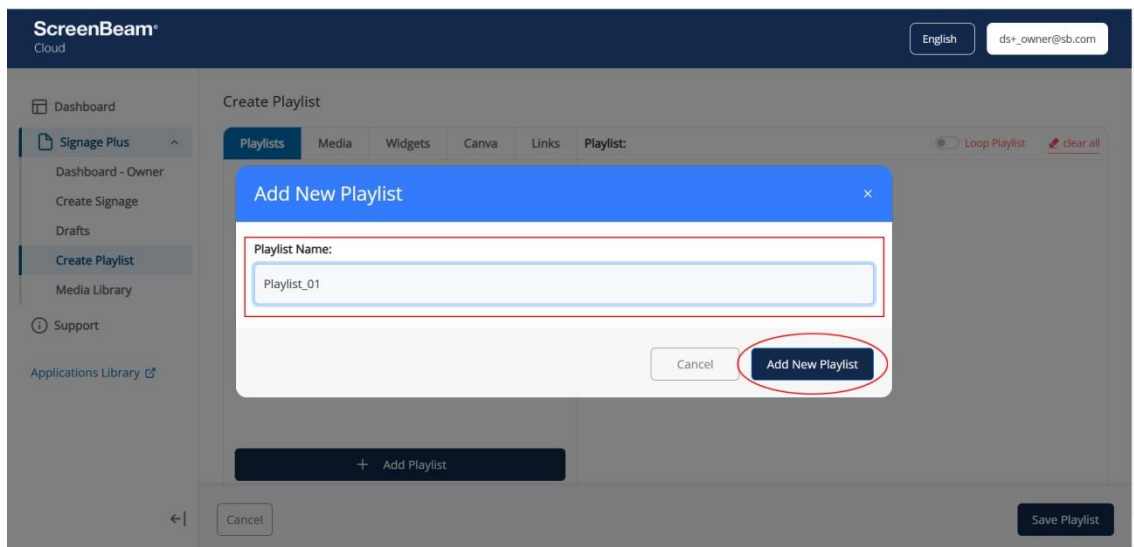 ScreenBeam®
Cloud
English
ds+_owner@sb.com
Dashboard
Signage Plus
Dashboard - Owner
Create Signage
Drafts
Create Playlist
Media Library
Support
Applications Library
Create Playlist
Playlists Media Widgets Canva Links Playlist: Loop Playlist clear all
Add New Playlist ×
Playlist Name:
Playlist_01
Cancel Add New Playlist
+ Add Playlist
Cancel Save Playlist